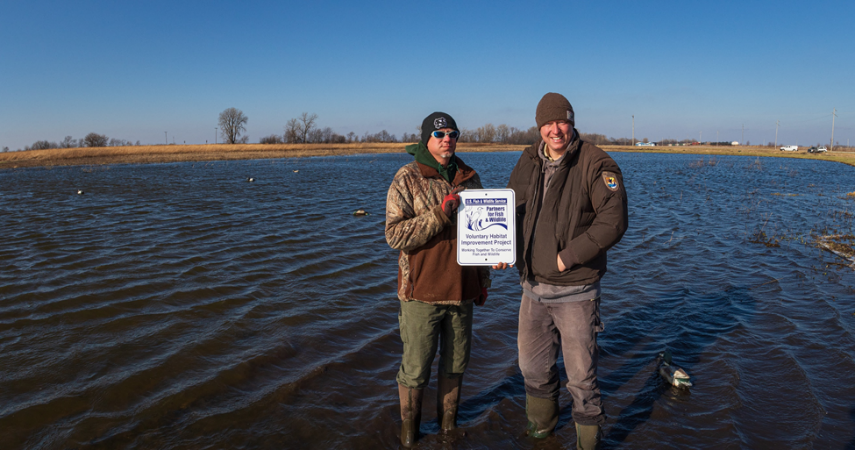 U.S. Fish & Wildlife Service
Partners
for Fish
& Wildlife
Voluntary Habitat
Improvement Project
Working Together To Conserve
Fish and Wildlife